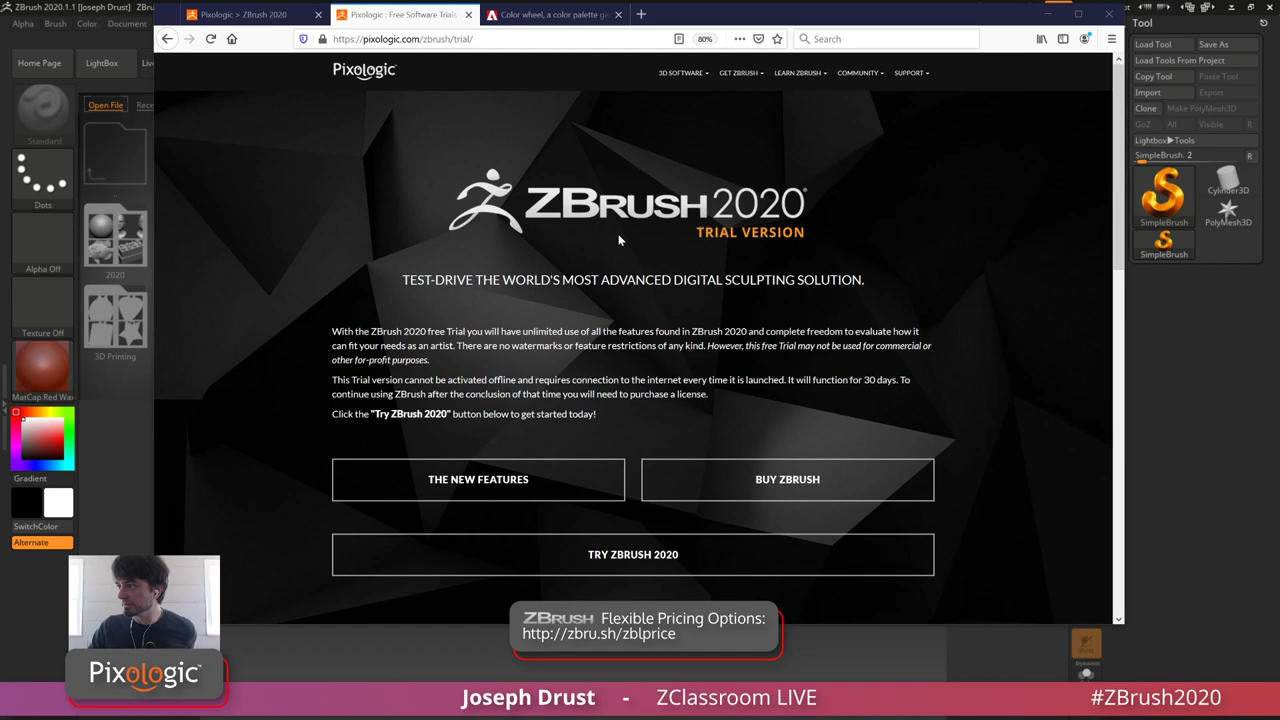 ZBrush 2020.1.1 [Joseph Drust]
Pixologic > ZBrush 2020
Pixologic : Free Software Trials
Color wheel, a color palette ge
Tool
Alpha Brush Color Document
https://pixologic.com/zbrush/trial/
80%
Search
Home Page
LightBox
Live
Standard
Open File
Rece
Dots
..
Alpha Off
2020
Texture Off
3D Printing
MatCap Red Wa
Gradient
SwitchColor
Alternate
Pixologic
3D SOFTWARE
GET ZBRUSH
LEARN ZBRUSH
COMMUNITY
SUPPORT
ZBRUSH 2020®
TRIAL VERSION
TEST-DRIVE THE WORLD'S MOST ADVANCED DIGITAL SCULPTING SOLUTION.
With the ZBrush 2020 free Trial you will have unlimited use of all the features found in ZBrush 2020 and complete freedom to evaluate how it
can fit your needs as an artist. There are no watermarks or feature restrictions of any kind. However, this free Trial may not be used for commercial or
other for-profit purposes.
This Trial version cannot be activated offline and requires connection to the internet every time it is launched. It will function for 30 days. To
continue using ZBrush after the conclusion of that time you will need to purchase a license.
Click the "Try ZBrush 2020" button below to get started today!
THE NEW FEATURES
BUY ZBRUSH
TRY ZBRUSH 2020
Load Tool
Save As
Load Tools From Project
Copy Tool
Paste Tool
Import
Export
Clone
Make PolyMesh3D
GoZ
All
Visible
R
Lightbox▶Tools
SimpleBrush. 2
R
Cylinder3D
SimpleBrush
PolyMesh3D
SimpleBrush
Dynamic
ZBRUSH Flexible Pricing Options:
http://zbru.sh/zblprice
Pixologic™
Joseph Drust - ZClassroom LIVE
#ZBrush2020